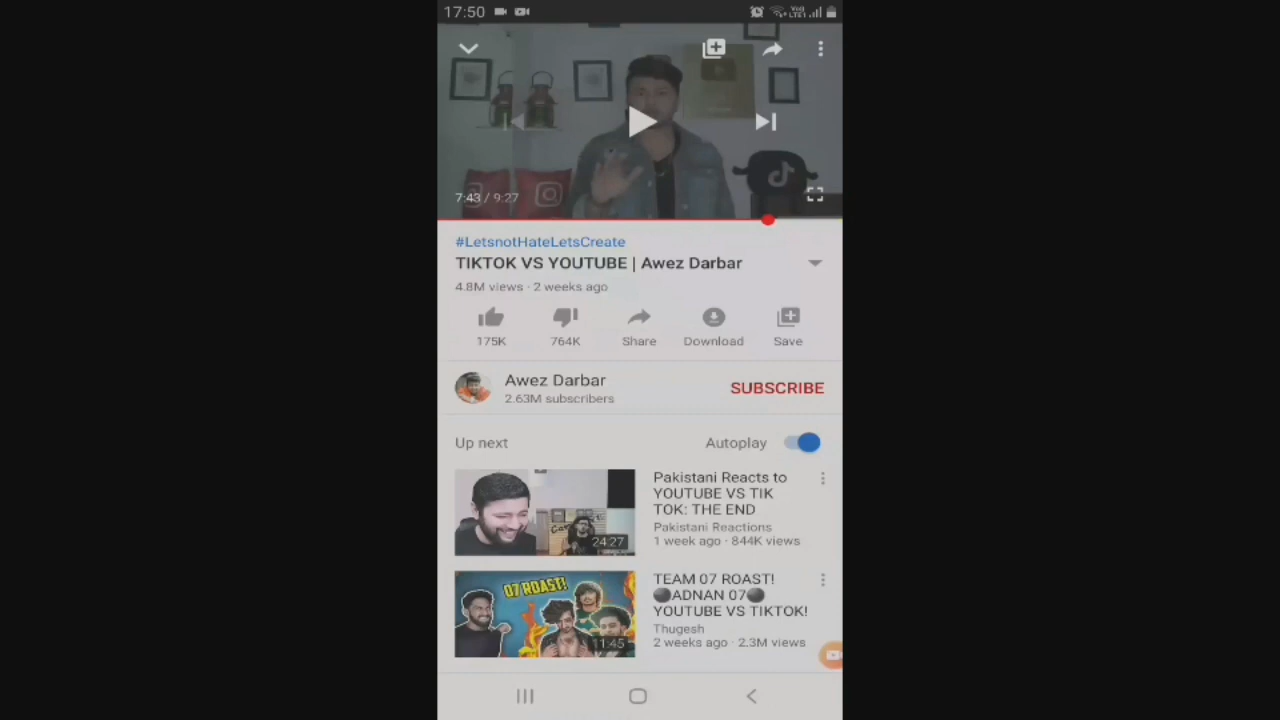 17:50
Vo))
LTE1
7:43 / 9:27
#LetsnotHateLetsCreate
TIKTOK VS YOUTUBE | Awez Darbar
4.8M views · 2 weeks ago
175K
764K
Share
Download
Save
Awez Darbar
2.63M subscribers
SUBSCRIBE
Up next
Autoplay
24:27
Pakistani Reacts to
YOUTUBE VS TIK
TOK: THE END
Pakistani Reactions
1 week ago · 844K views
07 ROAST!
11:45
TEAM 07 ROAST!
⚫ADNAN 07⚫
YOUTUBE VS TIKTOK!
Thugesh
2 weeks ago · 2.3M views